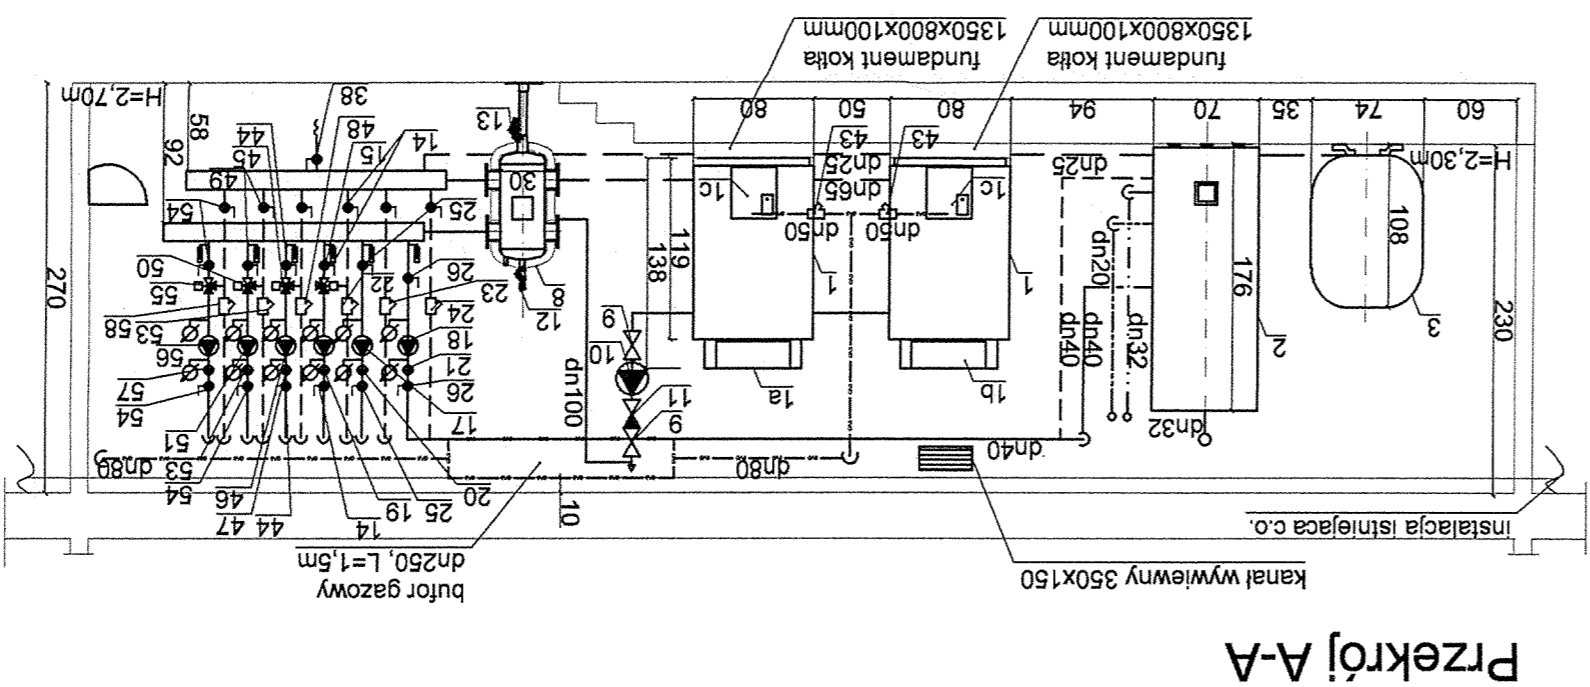 Przekrój A-A
kanał wywiewny 350x150
bufor gazowy
dn250, L=1,5m
instalacja istniejaca c.o.
10
14
19
25
20
44
47
46
54
53
51
dn80
dn80
dn40
dn32
17
9
11
10
9
dn100
54
57
56
53
58
55
50
54
26
21
18
24
23
22
26
25
1a
1b
2
3
230
270
176
108
dn32
dn40
dn40
dn20
138
119
1
1
12
8
30
13
dn50
dn50
dn65
dn25
dn25
43
43
1c
1c
49
45
44
48
15
14
38
58
92
H=2,30m
H=2,70m
60
74
35
70
94
80
50
80
fundament kotła
1350x800x100mm
fundament kotła
1350x800x100mm